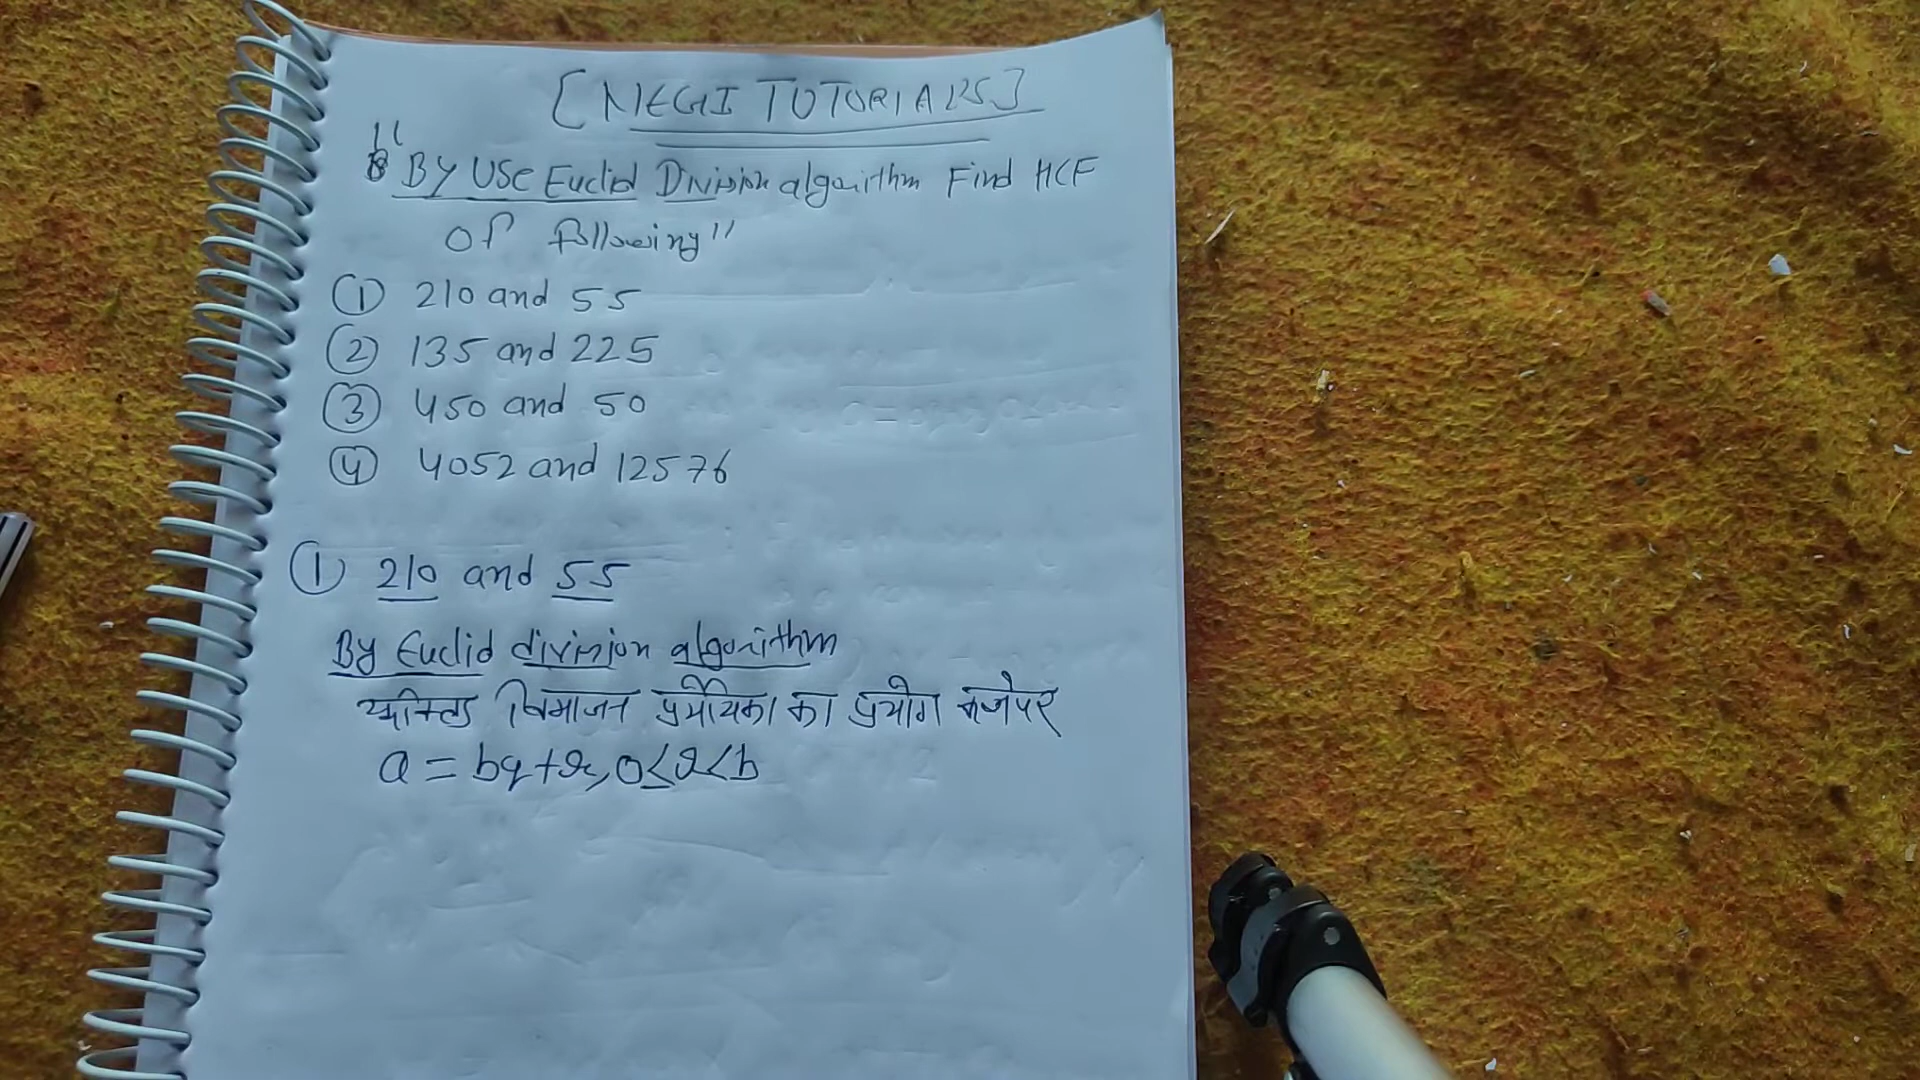 [NEGI TUTORIALS]
"BY USe Euclid Division algorithm Find HCF
of following"
① 210 and 55
② 135 and 225
③ 450 and 50
④ 4052 and 12576
① 210 and 55
By Euclid division algorithm
विभाजन प्रमेयिका का प्रयोग
a = bq+r, 0≤r<b